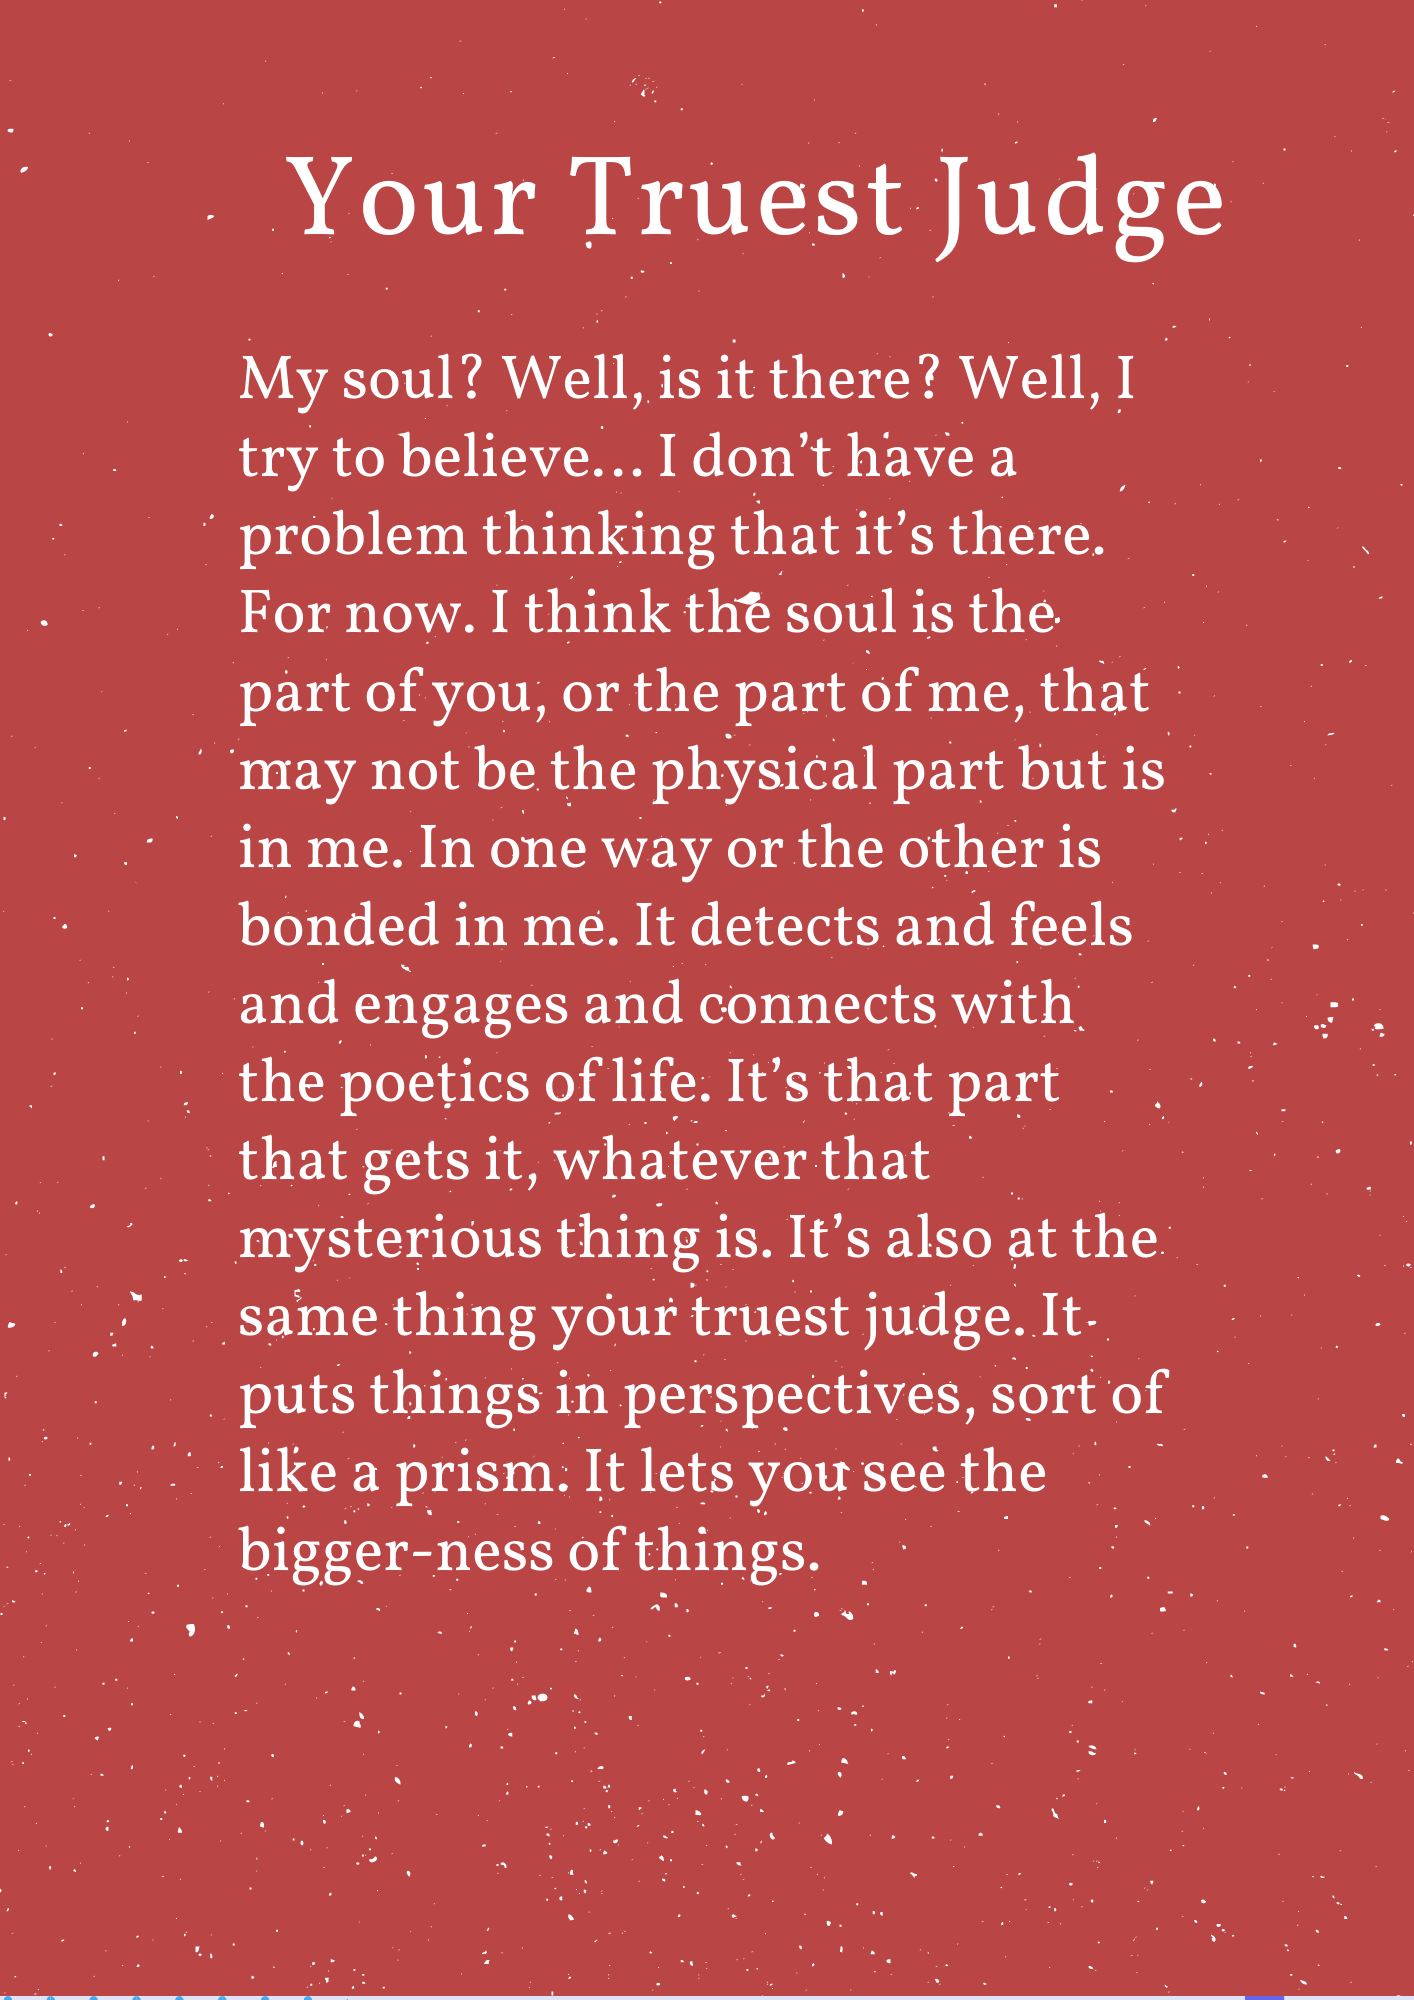 Your Truest Judge
My soul? Well, is it there? Well, I
try to believe... I don’t have a
problem thinking that it’s there.
For now. I think the soul is the
part of you, or the part of me, that
may not be the physical part but is
in me. In one way or the other is
bonded in me. It detects and feels
and engages and connects with
the poetics of life. It’s that part
that gets it, whatever that
mysterious thing is. It’s also at the
same thing your truest judge. It
puts things in perspectives, sort of
like a prism. It lets you see the
bigger-ness of things.